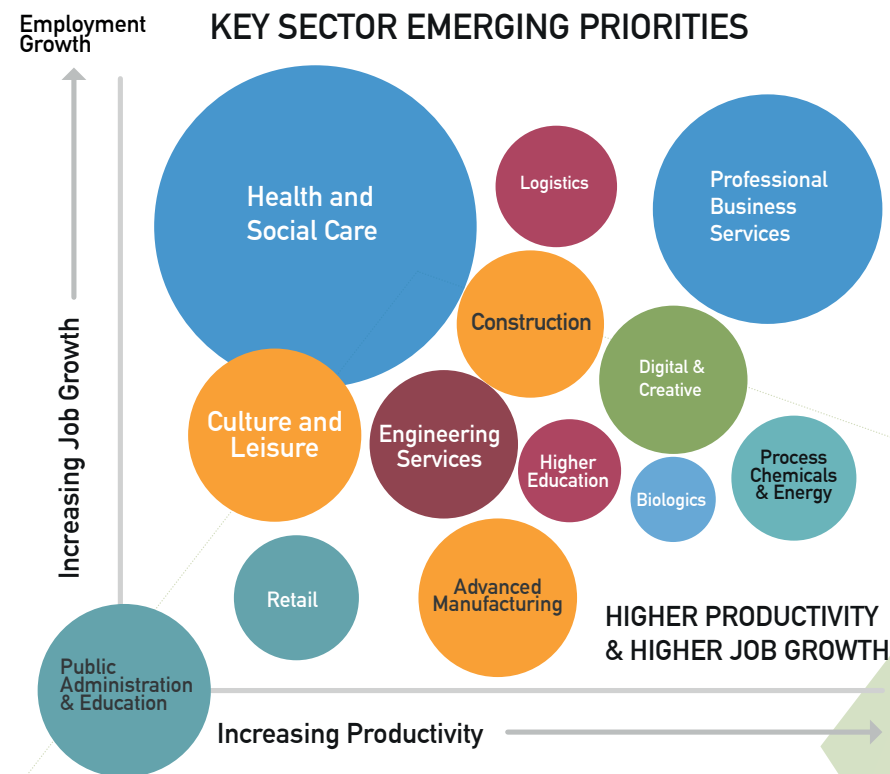 Employment
Growth
KEY SECTOR EMERGING PRIORITIES
Increasing Job Growth
Health and
Social Care
Logistics
Professional
Business
Services
Construction
Digital &
Creative
Culture and
Leisure
Engineering
Services
Higher
Education
Biologics
Process
Chemicals
& Energy
Retail
Advanced
Manufacturing
HIGHER PRODUCTIVITY
& HIGHER JOB GROWTH
Public
Administration
& Education
Increasing Productivity